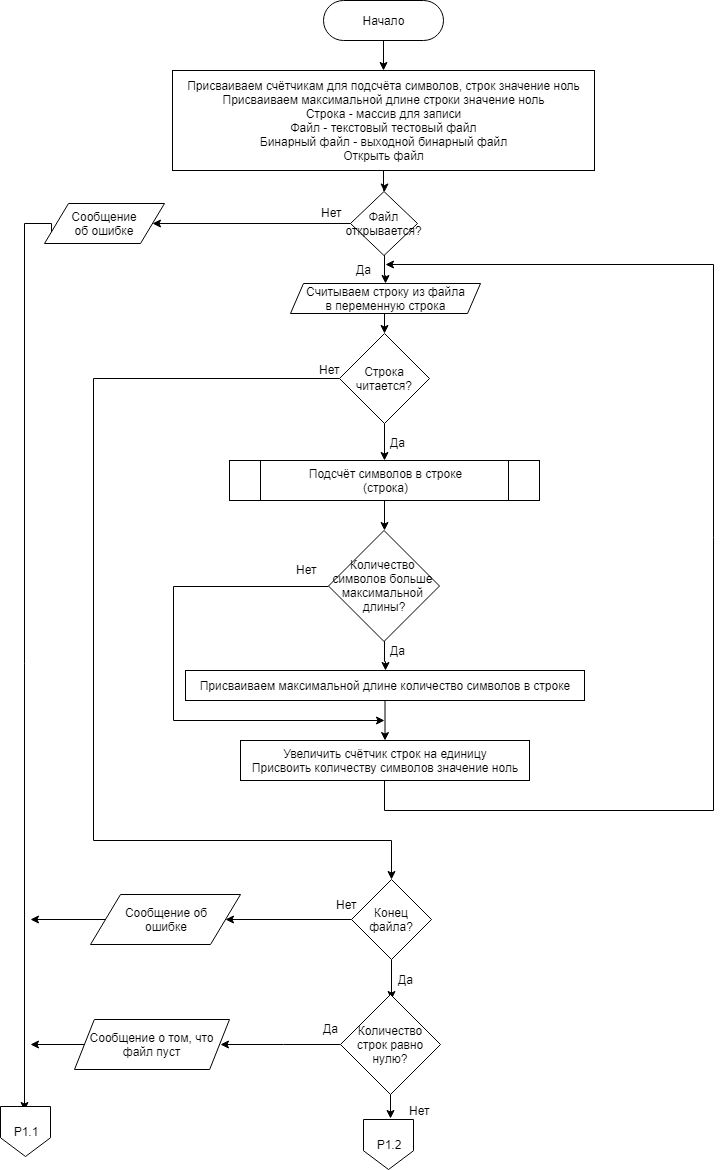 Начало
Присваиваем счётчикам для подсчёта символов, строк значение ноль
Присваиваем максимальной длине строки значение ноль
Строка - массив для записи
Файл - текстовый тестовый файл
Бинарный файл - выходной бинарный файл
Открыть файл
Сообщение
об ошибке
Нет
Файл
открывается?
Да
Считываем строку из файла
в переменную строка
Нет
Строка
читается?
Да
Подсчёт символов в строке
(строка)
Нет
Количество
символов больше
максимальной
длины?
Да
Присваиваем максимальной длине количество символов в строке
Увеличить счётчик строк на единицу
Присвоить количеству символов значение ноль
Сообщение об
ошибке
Нет
Конец
файла?
Да
Сообщение о том, что
файл пуст
Да
Количество
строк равно
нулю?
Нет
P1.1
P1.2